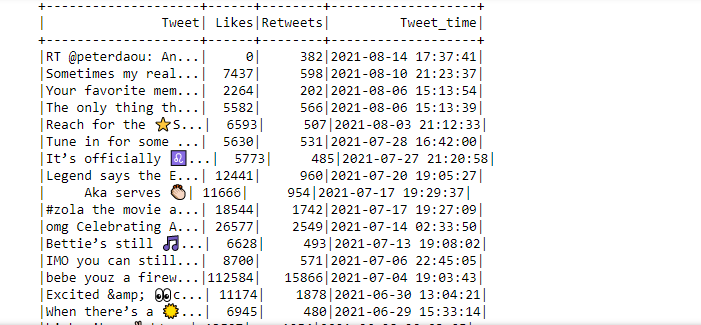 +--------------------+------+--------+-------------------+
|               Tweet| Likes|Retweets|         Tweet_time|
+--------------------+------+--------+-------------------+
|RT @peterdaou: An...|     0|     382|2021-08-14 17:37:41|
|Sometimes my real...|  7437|     598|2021-08-10 21:23:37|
|Your favorite mem...|  2264|     202|2021-08-06 15:13:54|
|The only thing th...|  5582|     566|2021-08-06 15:13:39|
|Reach for the ⭐S...|  6593|     507|2021-08-03 21:12:33|
|Tune in for some ...|  5630|     531|2021-07-28 16:42:00|
|It’s officially ♌...|  5773|     485|2021-07-27 21:20:58|
|Legend says the E...| 12441|     960|2021-07-20 19:05:27|
|     Aka serves 👏| 11666|     954|2021-07-17 19:29:37|
|#zola the movie a...| 18544|    1742|2021-07-17 19:27:09|
|omg Celebrating A...| 26577|    2549|2021-07-14 02:33:50|
|Bettie’s still 🎵...|  6628|     493|2021-07-13 19:08:02|
|IMO you can still...|  8700|     571|2021-07-06 22:45:05|
|bebe youz a firew...|112584|   15866|2021-07-04 19:03:43|
|Excited &amp; 👀c...| 11174|    1878|2021-06-30 13:04:21|
|When there’s a ☀...|  6945|     480|2021-06-29 15:33:14|